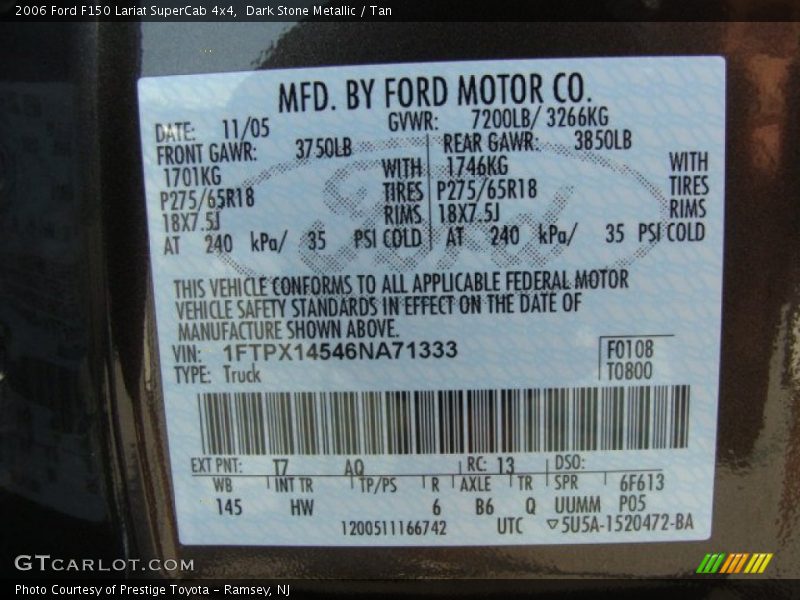 2006 Ford F150 Lariat SuperCab 4x4,  Dark Stone Metallic / Tan
MFD. BY FORD MOTOR CO.
DATE: 11/05 GVWR: 7200LB/ 3266KG
FRONT GAWR: 3750LB REAR GAWR: 3850LB
1701KG WITH 1746KG WITH
P275/65R18 TIRES P275/65R18 TIRES
18X7.5J RIMS 18X7.5J RIMS
AT 240 kPa/ 35 PSI COLD AT 240 kPa/ 35 PSI COLD
Ford
THIS VEHICLE CONFORMS TO ALL APPLICABLE FEDERAL MOTOR
VEHICLE SAFETY STANDARDS IN EFFECT ON THE DATE OF
MANUFACTURE SHOWN ABOVE.
VIN: 1FTPX14546NA71333 F0108
TYPE: Truck T0800
EXT PNT: T7 AQ RC: 13 DSO:
WB INT TR TP/PS R AXLE TR SPR 6F613
145 HW 6 B6 Q UUMM P05
1200511166742 UTC ▽5U5A-1520472-BA
GTCARLOT.COM
Photo Courtesy of Prestige Toyota – Ramsey, NJ